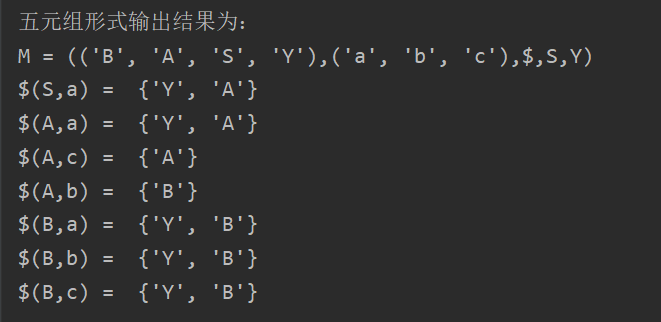 五元组形式输出结果为:
M = (('B', 'A', 'S', 'Y'),('a', 'b', 'c'),$,S,Y)
$(S,a) =  {'Y', 'A'}
$(A,a) =  {'Y', 'A'}
$(A,c) =  {'A'}
$(A,b) =  {'B'}
$(B,a) =  {'Y', 'B'}
$(B,b) =  {'Y', 'B'}
$(B,c) =  {'Y', 'B'}